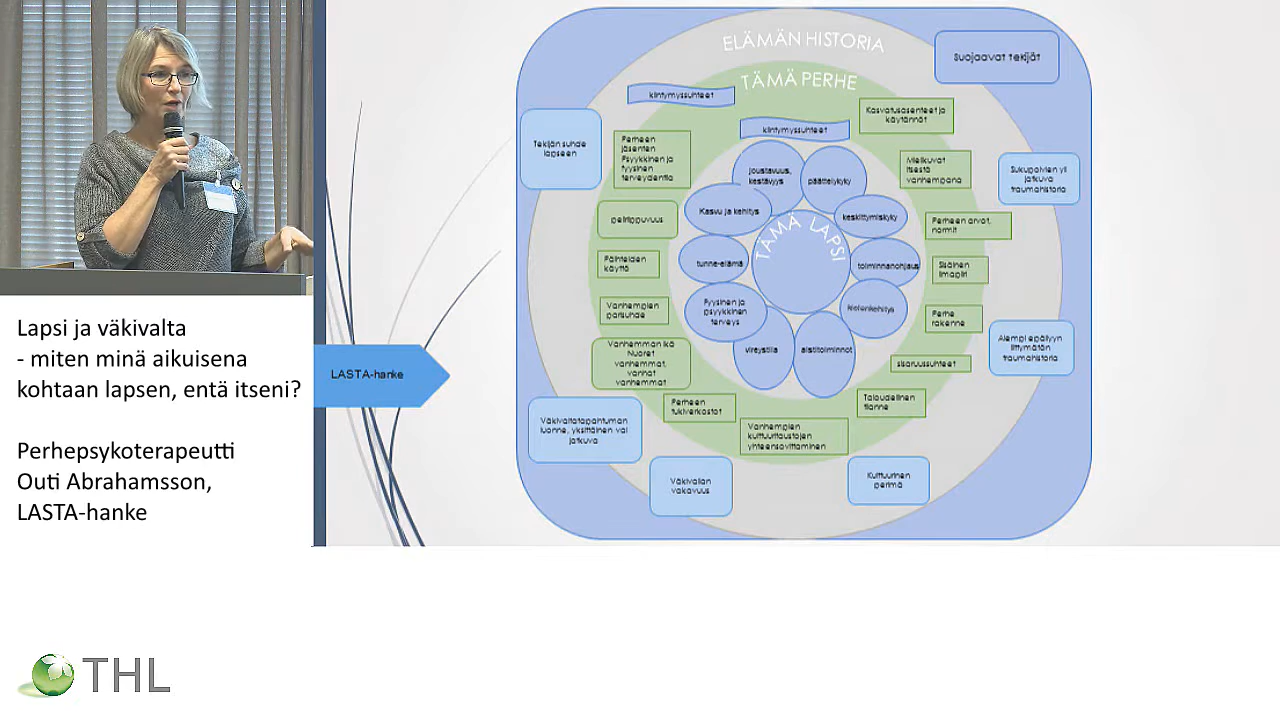 Lapsi ja väkivalta
- miten minä aikuisena
kohtaan lapsen, entä itseni?
Perhepsykoterapeutti
Outi Abrahamsson,
LASTA-hanke
THL
LASTA-hanke
ELÄMÄN HISTORIA
TÄMÄ PERHE
TÄMÄ LAPSI
Suojaavat tekijät
kiintymyssuhteet
kiintymyssuhteet
Kasvatusasenteet ja
käytännöt
Tekijän suhde
lapseen
Perheen
jäsenten
Psyykkinen ja
fyysinen
terveydentila
joustavuus,
kestävyys
päättelykyky
Mielikuvat
itsestä
vanhempana
Sukupolvien yli
jatkuva
traumahistoria
peliriippuvuus
Kasvu ja kehitys
keskittymiskyky
Perheen arvot,
normit
Päihteiden
käyttö
tunne-elämä
toiminnanohjaus
Sisäinen
ilmapiiri
Vanhempien
parisuhde
Fyysinen ja
psyykkinen
terveys
kielenkehitys
Perhe
rakenne
Vanhemman ikä
Nuoret
vanhemmat,
vanhat
vanhemmat
vireystila
aistitoiminnot
sisaruussuhteet
Aiempi epäilyyn
liittymätön
traumahistoria
Perheen
tukiverkostot
Taloudellinen
tilanne
Väkivaltatapahtuman
luonne, yksittäinen vai
jatkuva
Vanhempien
kulttuuritaustojen
yhteensovittaminen
Väkivallan
vakavuus
Kulttuurinen
perimä